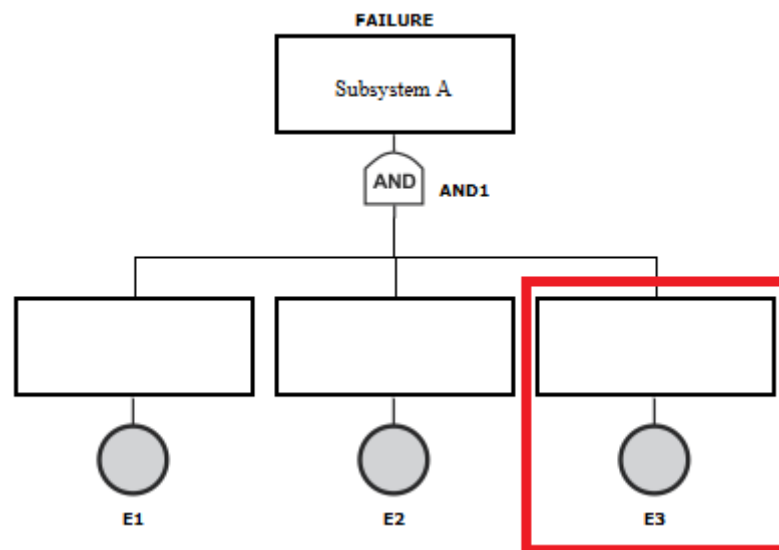 FAILURE
Subsystem A
AND
AND1
E1
E2
E3